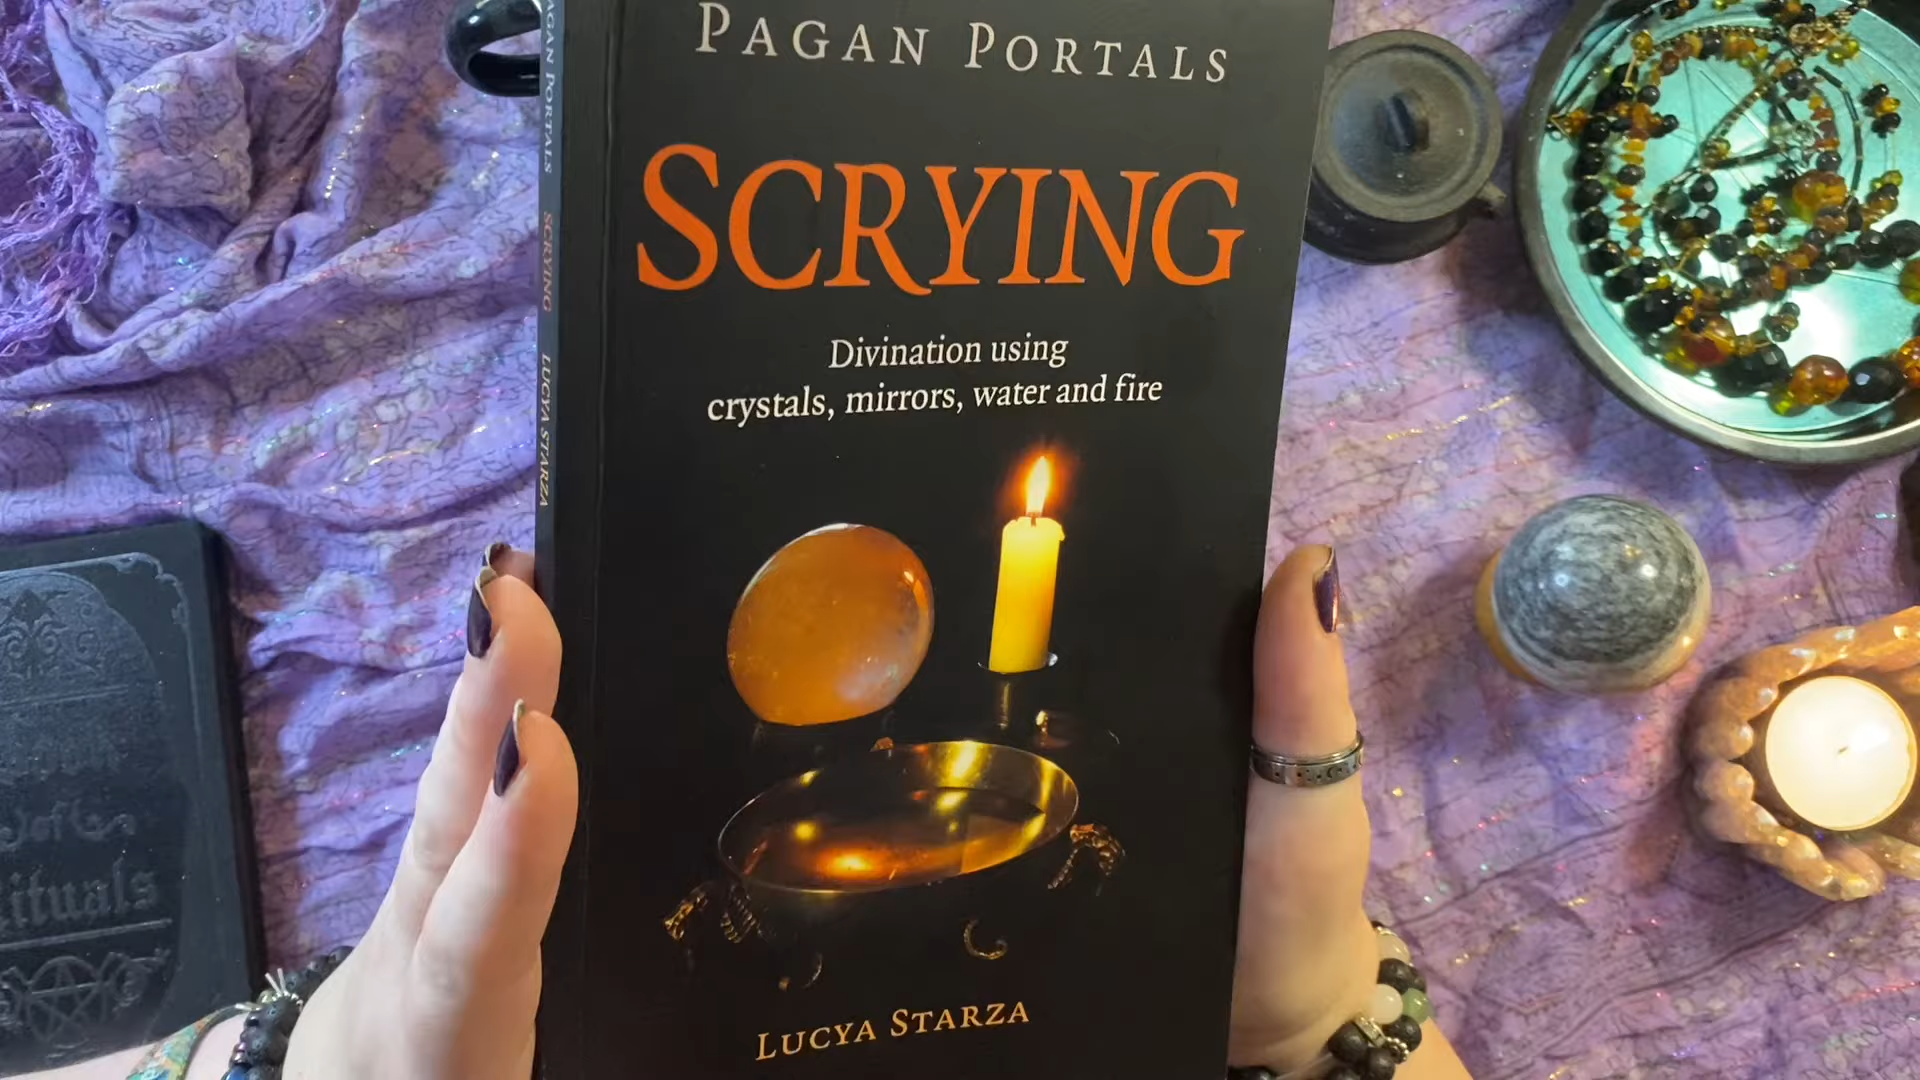 PAGAN PORTALS
SCRYING
Divination using
crystals, mirrors, water and fire
LUCYA STARZA
PAGAN PORTALS SCRYING LUCYA STARZA
Rituals